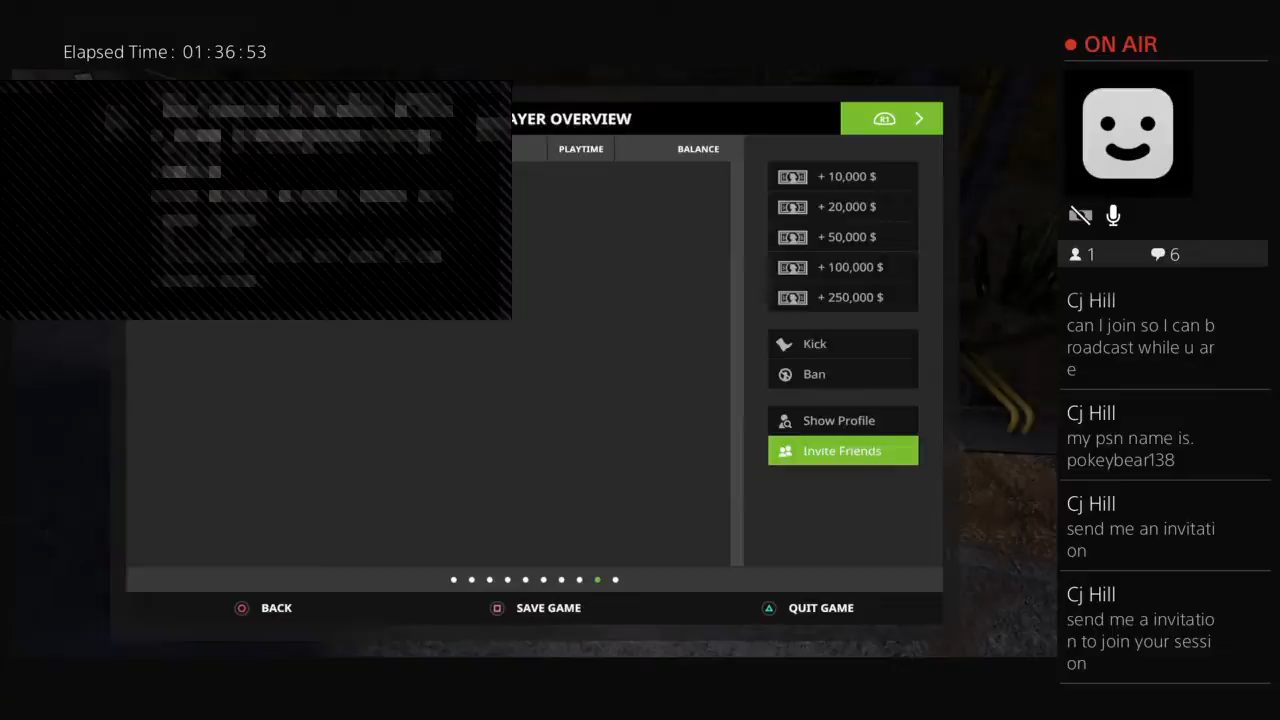 Elapsed Time: 01:36:53
ON AIR
AYER OVERVIEW
R1
PLAYTIME
BALANCE
+ 10,000 $
+ 20,000 $
+ 50,000 $
+ 100,000 $
+ 250,000 $
Kick
Ban
Show Profile
Invite Friends
BACK
SAVE GAME
QUIT GAME
1
6
Cj Hill
can I join so I can b
roadcast while u ar
e
Cj Hill
my psn name is.
pokeybear138
Cj Hill
send me an invitati
on
Cj Hill
send me a invitatio
n to join your sessi
on